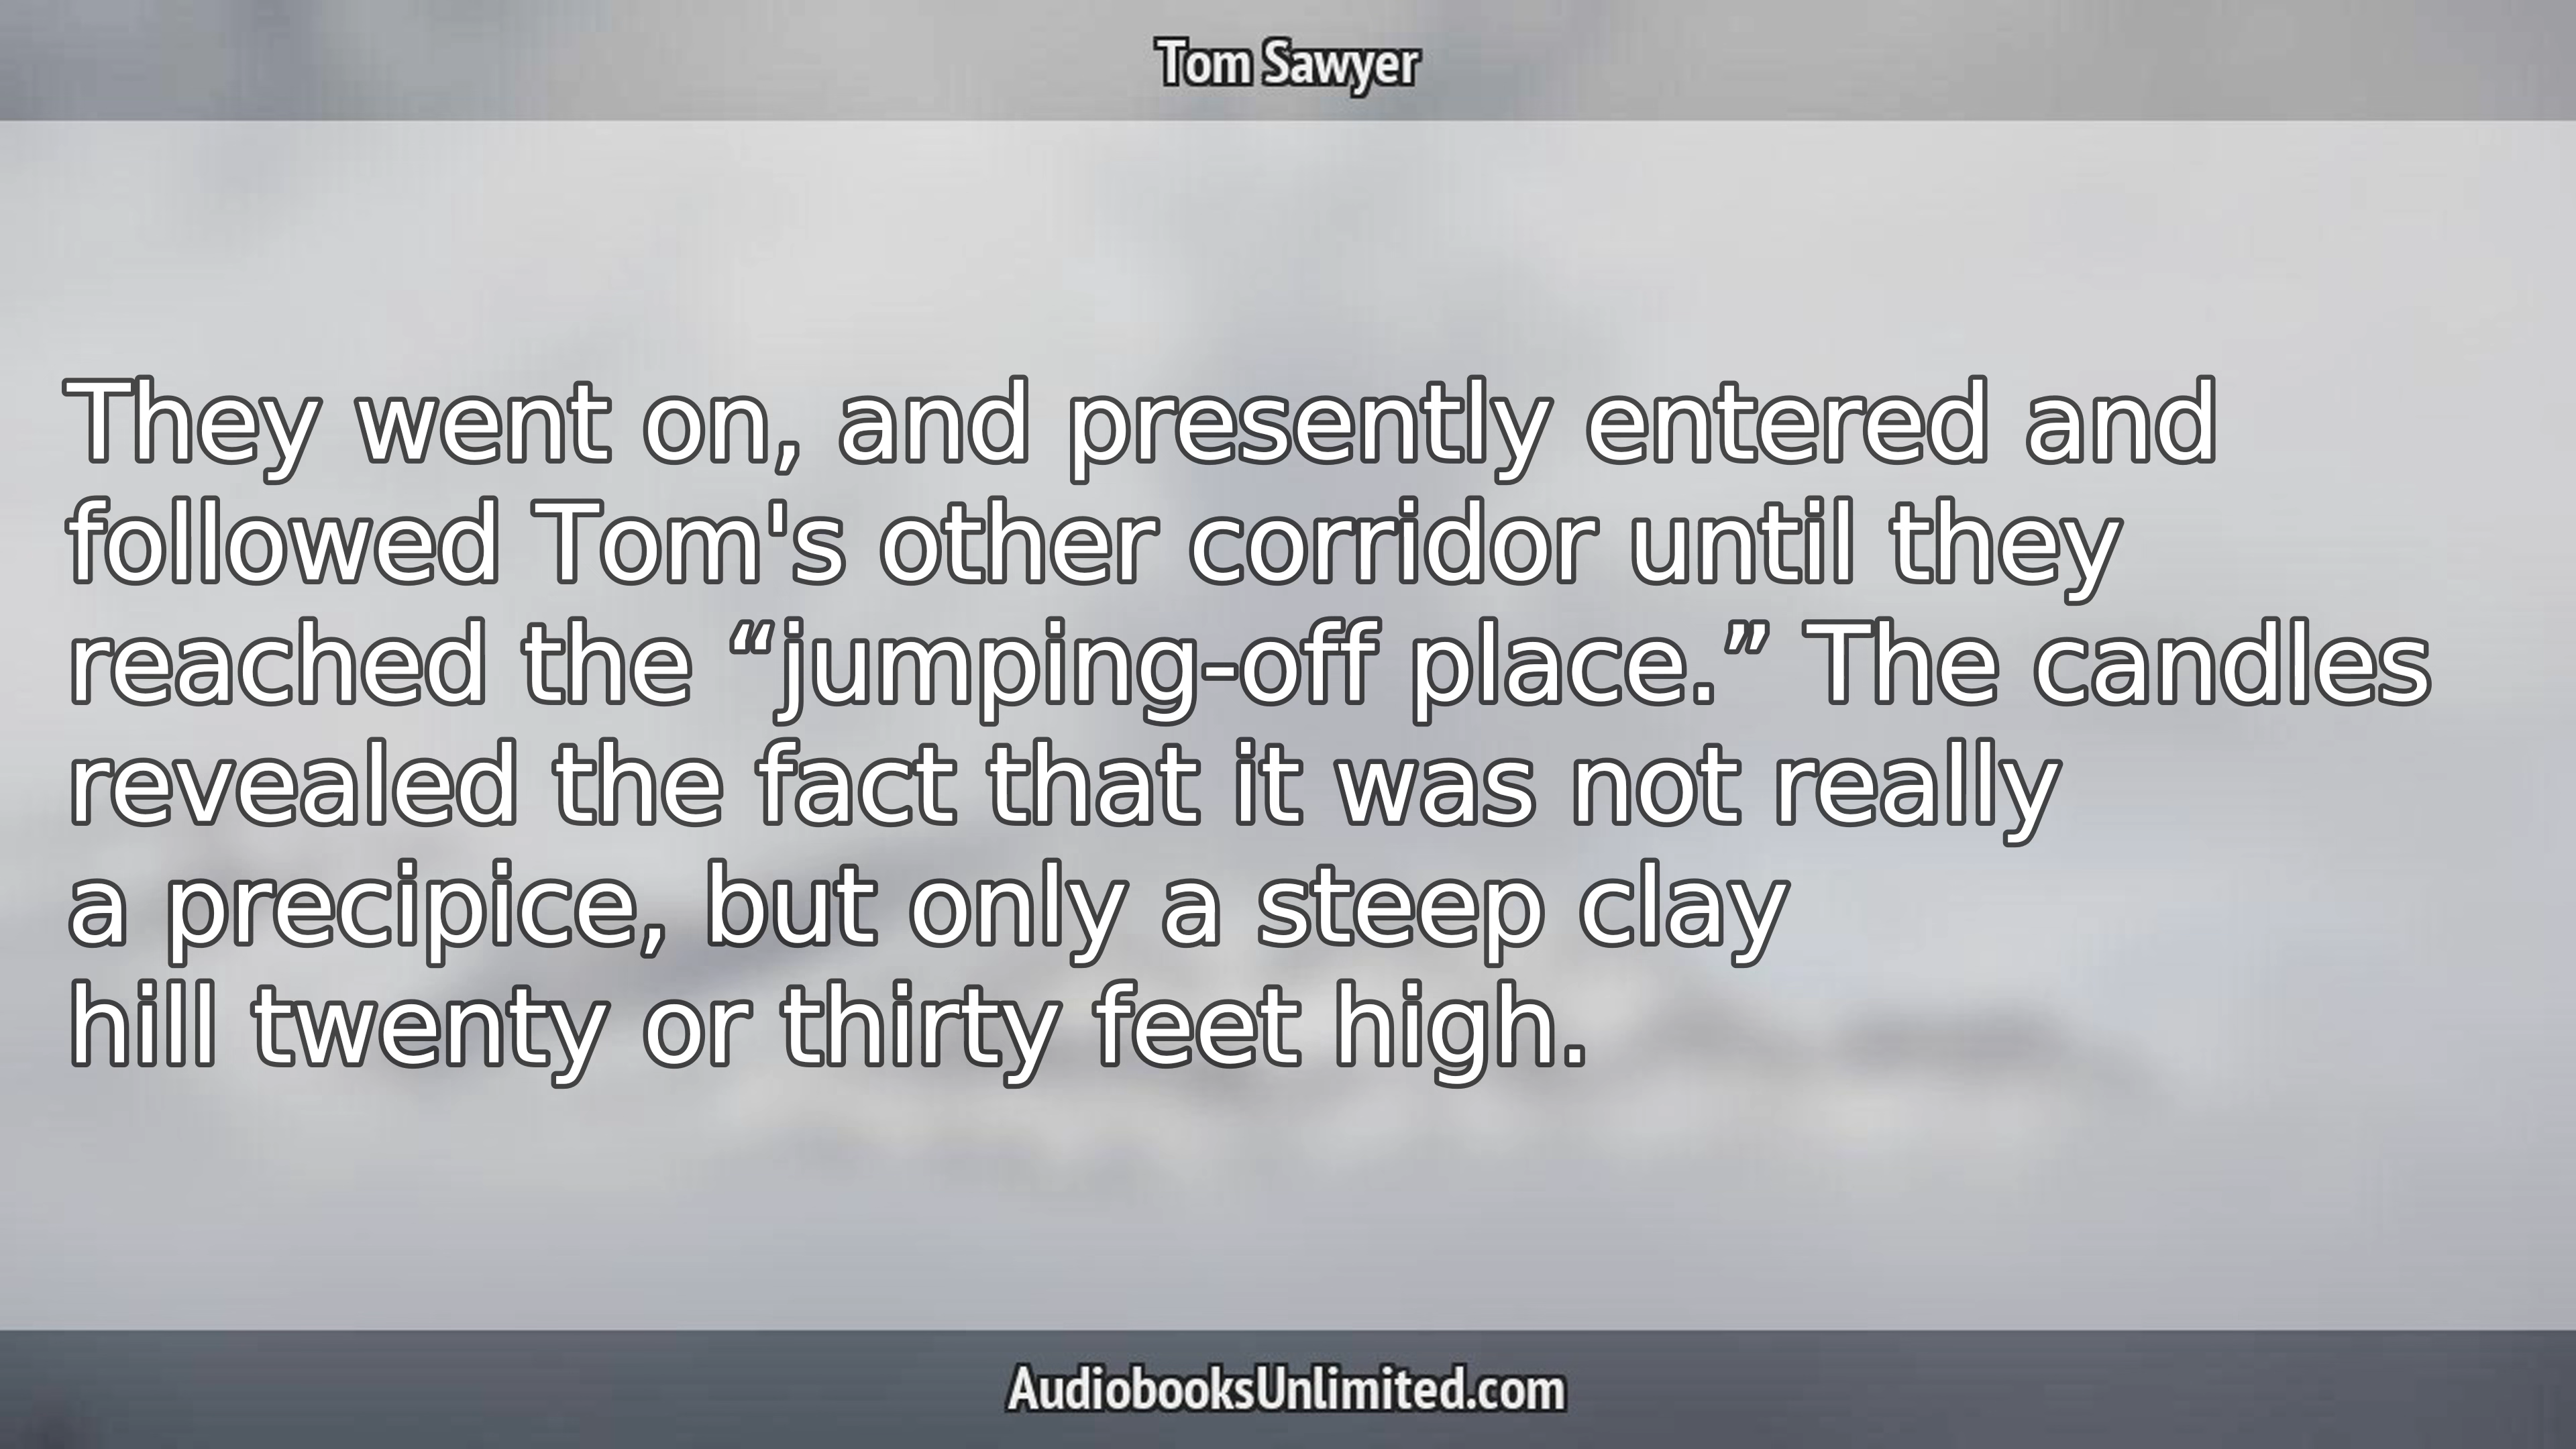 Tom Sawyer
They went on, and presently entered and
followed Tom's other corridor until they
reached the “jumping-off place.” The candles
revealed the fact that it was not really
a precipice, but only a steep clay
hill twenty or thirty feet high.
AudiobooksUnlimited.com